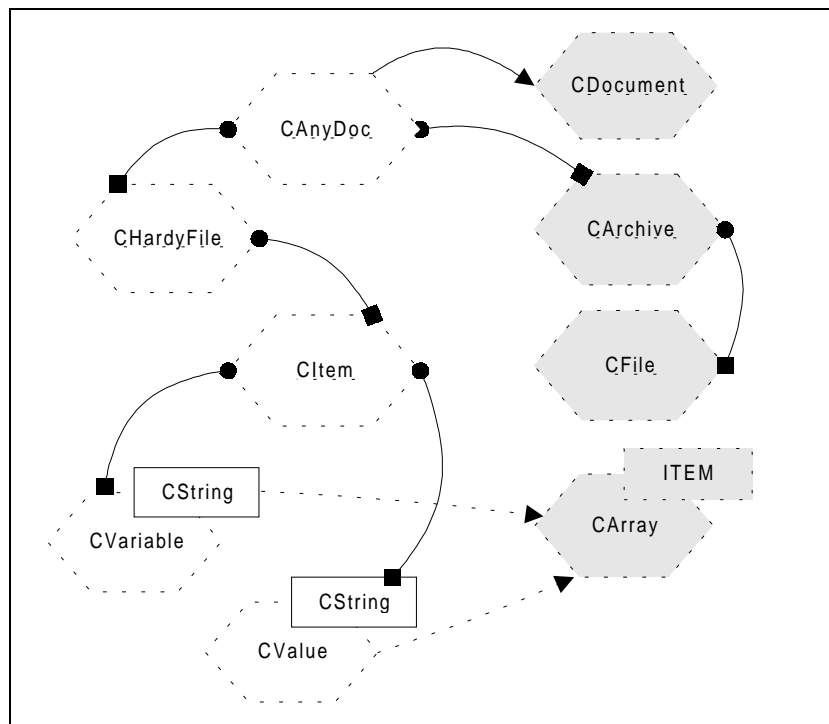 CDocument
CAnyDoc
CHardyFile
CArchive
CItem
CFile
ITEM
CString
CArray
CVariable
CString
CValue